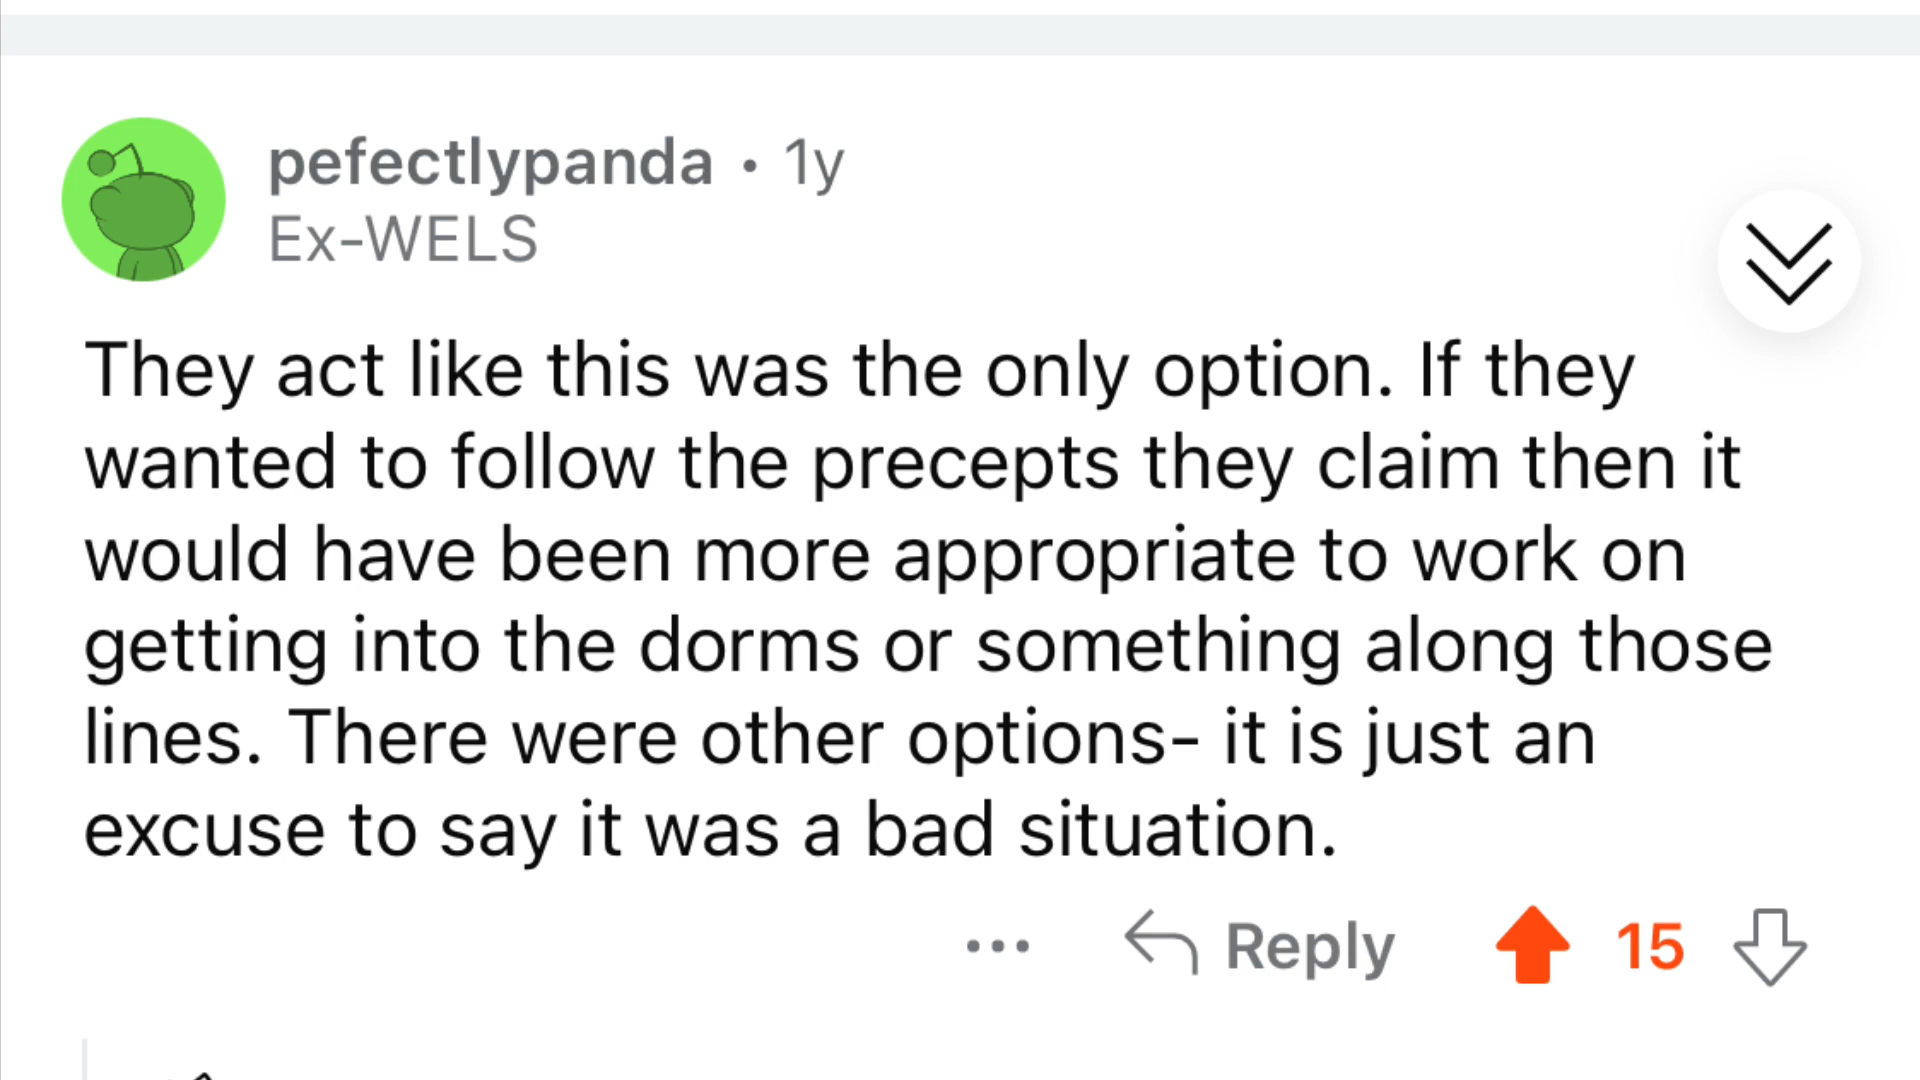 pefectlypanda • 1y
Ex-WELS
They act like this was the only option. If they
wanted to follow the precepts they claim then it
would have been more appropriate to work on
getting into the dorms or something along those
lines. There were other options- it is just an
excuse to say it was a bad situation.
... Reply 15